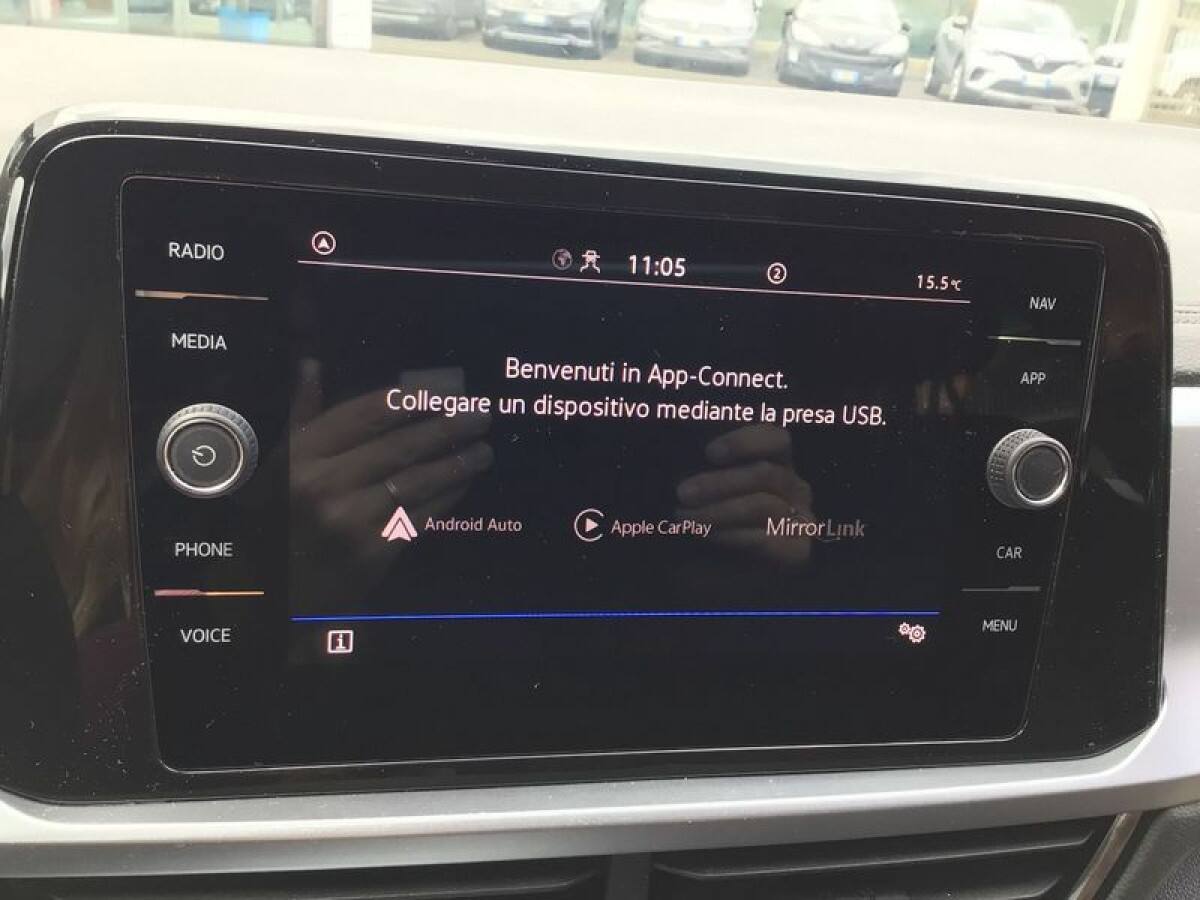 RADIO
MEDIA
PHONE
VOICE
11:05
2
15.5°C
Benvenuti in App-Connect.
Collegare un dispositivo mediante la presa USB.
Android Auto
Apple CarPlay
MirrorLink
i
NAV
APP
CAR
MENU